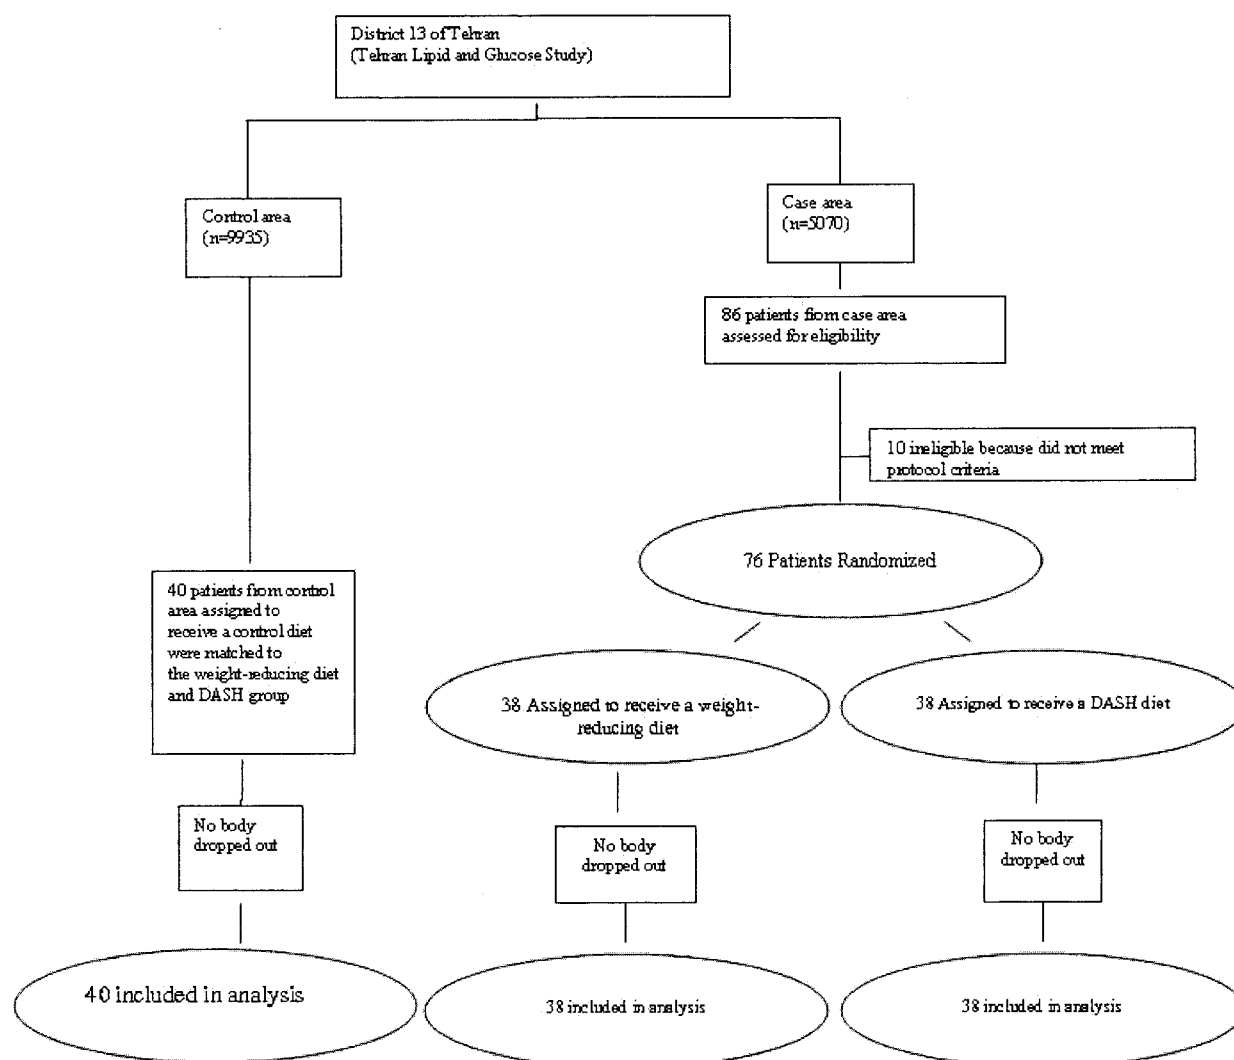 District 13 of Tehran
(Tehran Lipid and Glucose Study)
Control area
(n=9935)
Case area
(n=5070)
86 patients from case area
assessed for eligibility
10 ineligible because did not meet
protocol criteria
76 Patients Randomized
40 patients from control
area assigned to
receive a control diet
were matched to
the weight-reducing diet
and DASH group
38 Assigned to receive a weight-
reducing diet
38 Assigned to receive a DASH diet
No body
dropped out
No body
dropped out
No body
dropped out
40 included in analysis
38 included in analysis
38 included in analysis